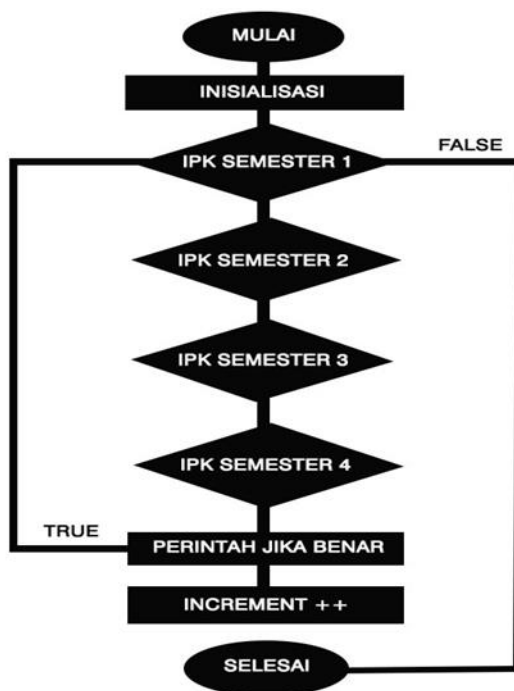 MULAI
INISIALISASI
IPK SEMESTER 1
FALSE
IPK SEMESTER 2
IPK SEMESTER 3
IPK SEMESTER 4
TRUE
PERINTAH JIKA BENAR
INCREMENT ++
SELESAI